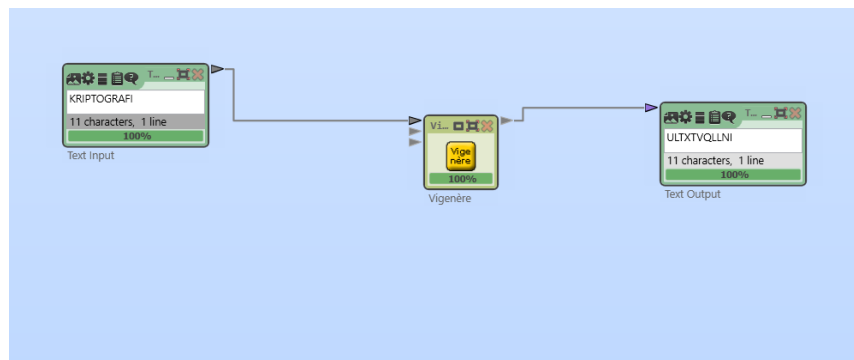 T...
KRIPTOGRAFI
11 characters, 1 line
100%
Text Input
Vi...
Vige
nère
100%
Vigenère
T...
ULTXTVQLLNI
11 characters, 1 line
100%
Text Output